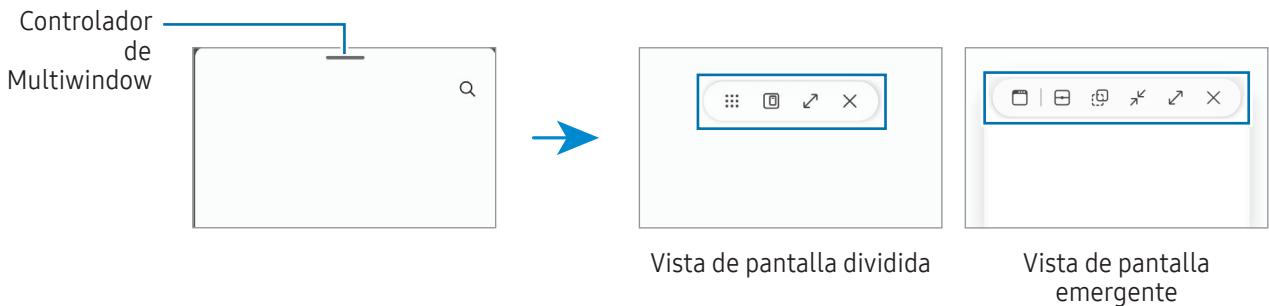 Controlador
de
Multiwindow
Vista de pantalla dividida
Vista de pantalla
emergente